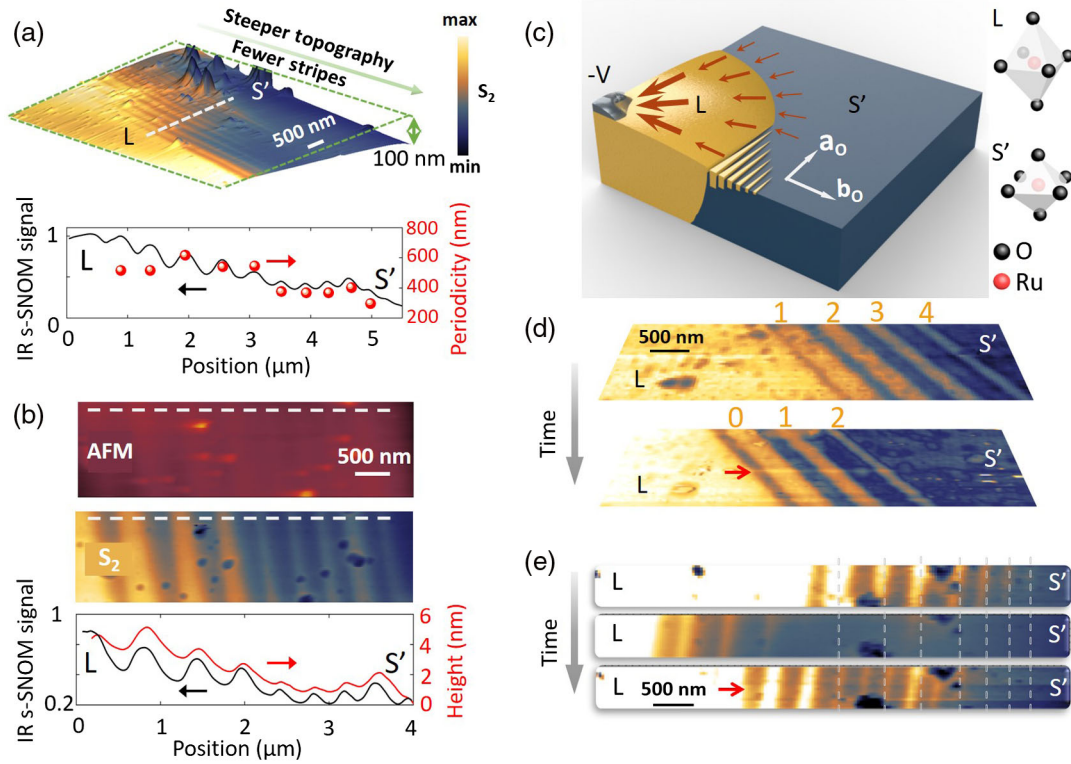 (a)
max
S₂
min
Steeper topography
Fewer stripes
S'
L
500 nm
100 nm
IR s-SNOM signal
1
0
L
S'
800
600
400
200
Periodicity (nm)
0 1 2 3 4 5
Position (μm)
(b)
AFM
500 nm
S₂
IR s-SNOM signal
1
0.2
L
S'
6
4
2
0
Height (nm)
0 1 2 3 4
Position (μm)
(c)
-V
L
S'
aₒ
bₒ
L
S'
O
Ru
(d)
Time
1 2 3 4
500 nm
L
S'
0 1 2
L
S'
(e)
Time
L
S'
L
S'
L
S'
500 nm